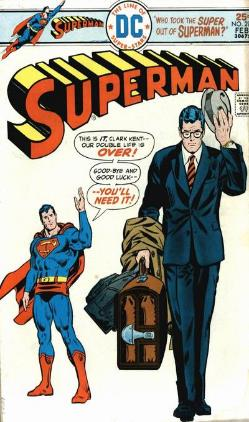 SUPERMAN
THE LINE OF
DC
SUPER-STARS
"WHO TOOK THE SUPER
OUT OF SUPERMAN?"
25¢
FEB
SUPERMAN
THIS IS IT, CLARK KENT--
OUR DOUBLE LIFE IS
OVER!
GOOD-BYE AND
GOOD LUCK--
--YOU'LL
NEED IT!